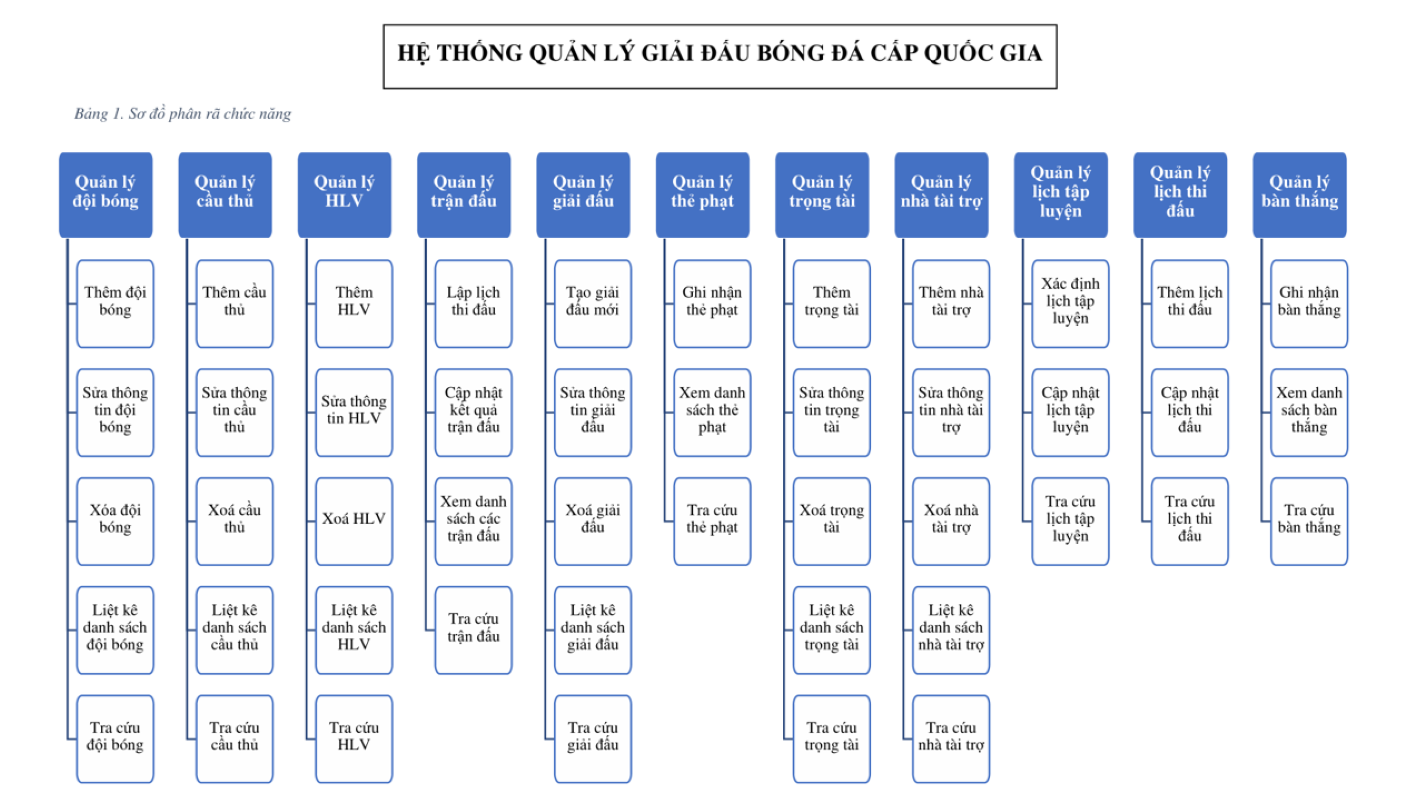 HỆ THỐNG QUẢN LÝ GIẢI ĐẤU BÓNG ĐÁ CẤP QUỐC GIA
Bảng 1. Sơ đồ phân rã chức năng
Quản lý
đội bóng
Thêm đội
bóng
Sửa thông
tin đội
bóng
Xóa đội
bóng
Liệt kê
danh sách
đội bóng
Tra cứu
đội bóng
Quản lý
cầu thủ
Thêm cầu
thủ
Sửa thông
tin cầu
thủ
Xoá cầu
thủ
Liệt kê
danh sách
cầu thủ
Tra cứu
cầu thủ
Quản lý
HLV
Thêm
HLV
Sửa thông
tin HLV
Xoá HLV
Liệt kê
danh sách
HLV
Tra cứu
HLV
Quản lý
trận đấu
Lập lịch
thi đấu
Cập nhật
kết quả
trận đấu
Xem danh
sách các
trận đấu
Tra cứu
trận đấu
Quản lý
giải đấu
Tạo giải
đấu mới
Sửa thông
tin giải
đấu
Xoá giải
đấu
Liệt kê
danh sách
giải đấu
Tra cứu
giải đấu
Quản lý
thẻ phạt
Ghi nhận
thẻ phạt
Xem danh
sách thẻ
phạt
Tra cứu
thẻ phạt
Quản lý
trọng tài
Thêm
trọng tài
Sửa thông
tin trọng
tài
Xoá trọng
tài
Liệt kê
danh sách
trọng tài
Tra cứu
trọng tài
Quản lý
nhà tài trợ
Thêm nhà
tài trợ
Sửa thông
tin nhà tài
trợ
Xoá nhà
tài trợ
Liệt kê
danh sách
nhà tài trợ
Tra cứu
nhà tài trợ
Quản lý
lịch tập
luyện
Xác định
lịch tập
luyện
Cập nhật
lịch tập
luyện
Tra cứu
lịch tập
luyện
Quản lý
lịch thi
đấu
Thêm lịch
thi đấu
Cập nhật
lịch thi
đấu
Tra cứu
lịch thi
đấu
Quản lý
bàn thắng
Ghi nhận
bàn thắng
Xem danh
sách bàn
thắng
Tra cứu
bàn thắng